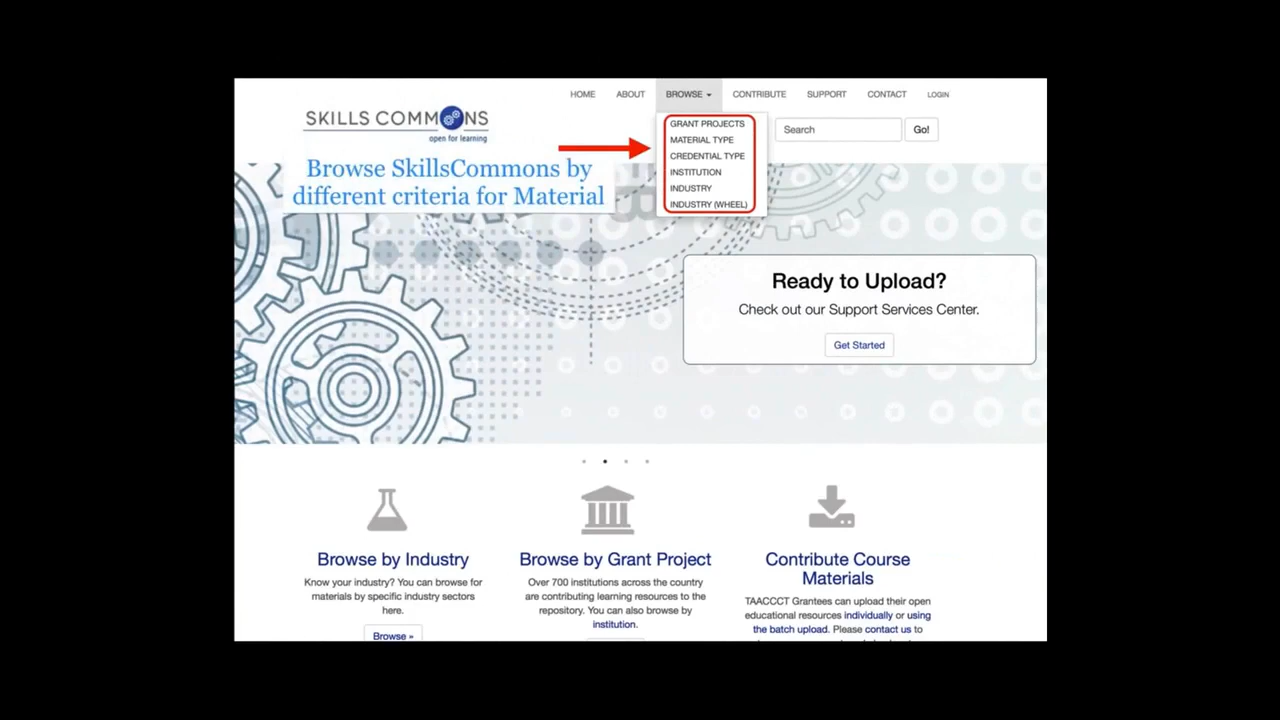 HOME ABOUT BROWSE CONTRIBUTE SUPPORT CONTACT LOGIN
SKILLS COMMONS
open for learning
GRANT PROJECTS
MATERIAL TYPE
CREDENTIAL TYPE
INSTITUTION
INDUSTRY
INDUSTRY (WHEEL)
Search Go!
Browse SkillsCommons by
different criteria for Material
Ready to Upload?
Check out our Support Services Center.
Get Started
Browse by Industry
Know your industry? You can browse for
materials by specific industry sectors
here.
Browse »
Browse by Grant Project
Over 700 institutions across the country
are contributing learning resources to the
repository. You can also browse by
institution.
Contribute Course
Materials
TAACCCT Grantees can upload their open
educational resources individually or using
the batch upload. Please contact us to